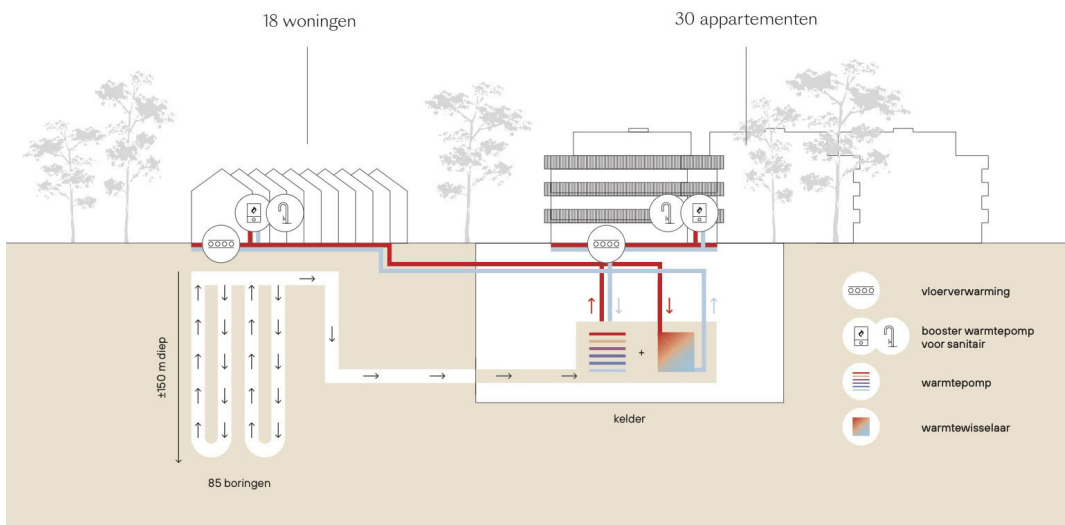 18 woningen
30 appartementen
±150 m diep
85 boringen
+
kelder
vloerverwarming
booster warmtepomp
voor sanitair
warmtepomp
warmtewisselaar